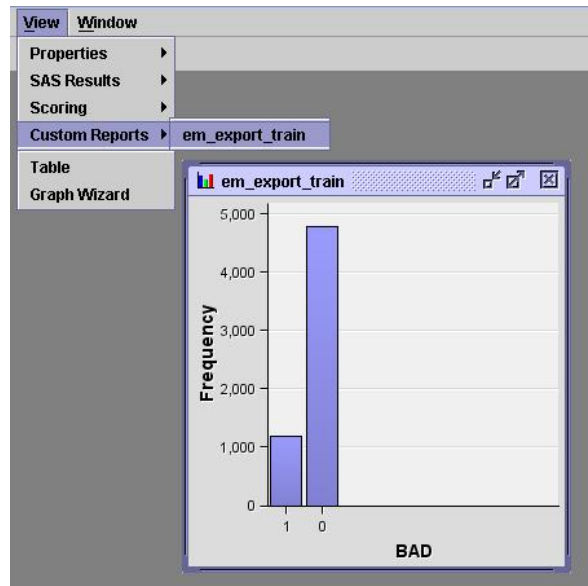 View Window
Properties
SAS Results
Scoring
Custom Reports em_export_train
Table
Graph Wizard
em_export_train
5,000
4,000
3,000
2,000
1,000
0
Frequency
1 0
BAD